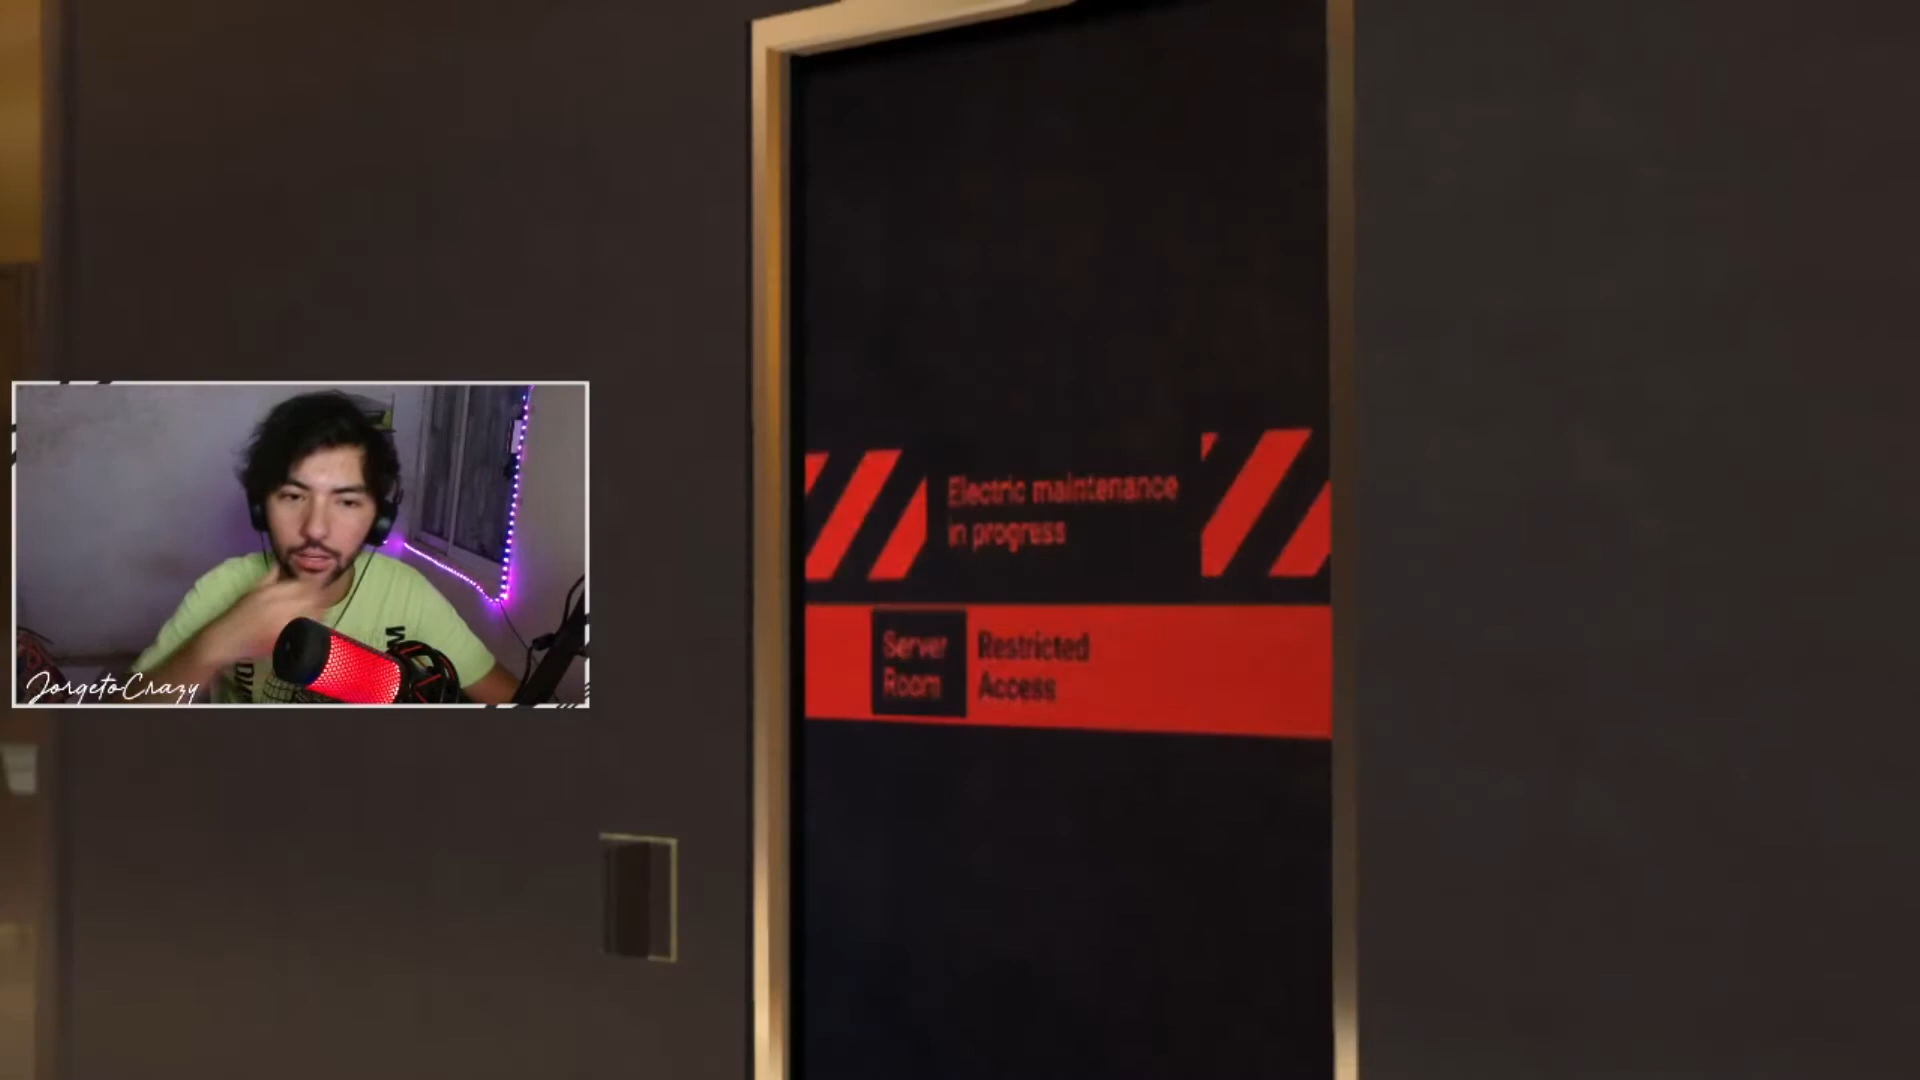 Electric maintenance
in progress
Server
Room
Restricted
Access
JorgetoCrazy